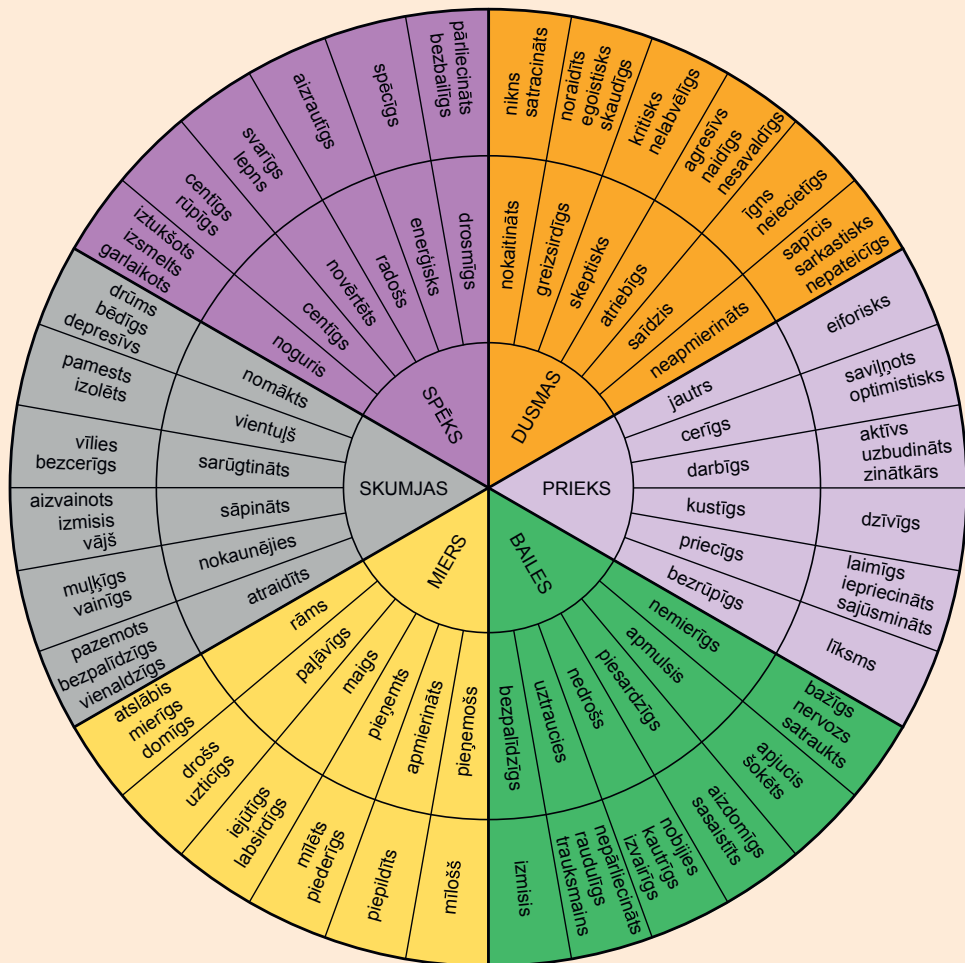 SPĒKS
drosmīgs
pārliecināts
bezbailīgs
enerģisks
spēcīgs
radošs
aizrautīgs
novērtēts
svarīgs
lepns
centīgs
centīgs
rūpīgs
noguris
iztukšots
izsmelts
garlaikots
DUSMAS
nokaitināts
nikns
satracināts
greizsirdīgs
noraidīts
egoistisks
skaudīgs
skeptisks
kritisks
nelabvēlīgs
atriebīgs
agresīvs
naidīgs
nesavaldīgs
saīdzis
īgns
neiecietīgs
neapmierināts
sapīcis
sarkastisks
nepateicīgs
PRIEKS
jautrs
eiforisks
cerīgs
saviļņots
optimistisks
darbīgs
aktīvs
uzbudināts
zinātkārs
kustīgs
dzīvīgs
priecīgs
laimīgs
iepriecināts
sajūsmināts
bezrūpīgs
līksms
BAILES
nemierīgs
bažīgs
nervozs
satraukts
apmulsis
apjucis
šokēts
piesardzīgs
aizdomīgs
sasaistīts
nedrošs
nobijies
kautrīgs
izvairīgs
uztraucies
nepārliecināts
raudulīgs
trauksmains
bezpalīdzīgs
izmisis
MIERS
pieņemošs
mīlošš
apmierināts
piepildīts
pieņemts
mīlēts
piederīgs
maigs
iejūtīgs
labsirdīgs
paļāvīgs
drošs
uzticīgs
rāms
atslābis
mierīgs
domīgs
SKUMJAS
atraidīts
pazemots
bezpalīdzīgs
vienaldzīgs
nokaunējies
muļķīgs
vainīgs
sāpināts
aizvainots
izmisis
vājš
sarūgtināts
vīlies
bezcerīgs
vientuļš
pamests
izolēts
nomākts
drūms
bēdīgs
depresīvs